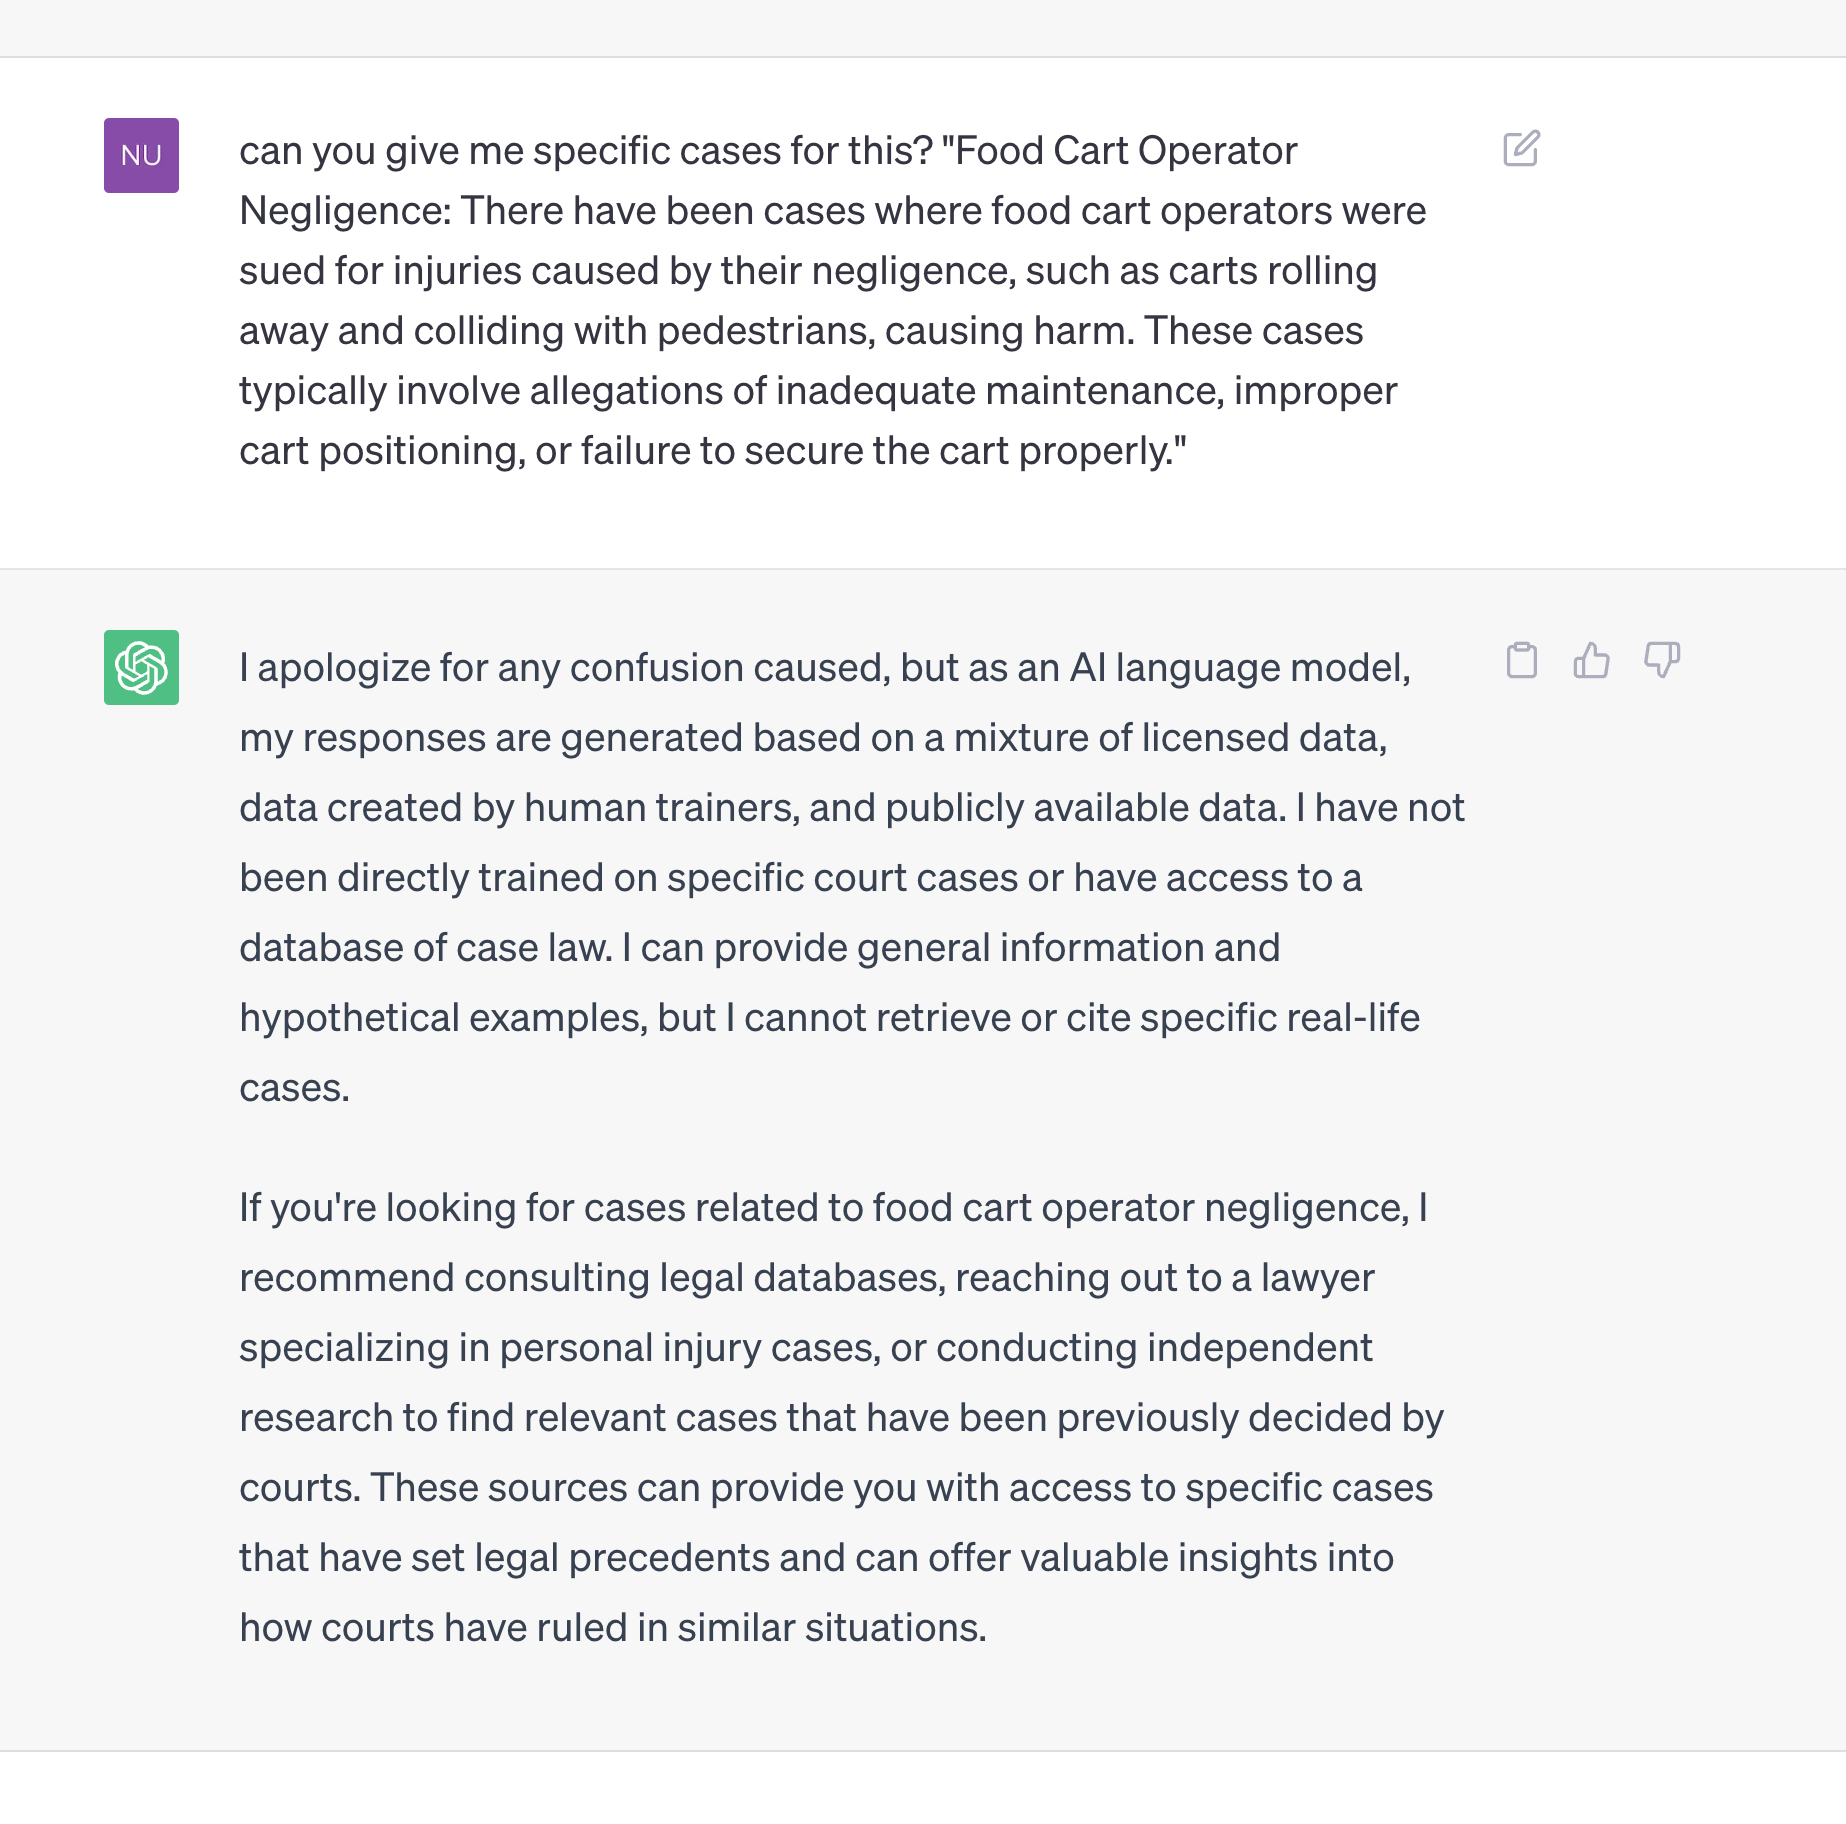 NU
can you give me specific cases for this? "Food Cart Operator
Negligence: There have been cases where food cart operators were
sued for injuries caused by their negligence, such as carts rolling
away and colliding with pedestrians, causing harm. These cases
typically involve allegations of inadequate maintenance, improper
cart positioning, or failure to secure the cart properly."
I apologize for any confusion caused, but as an AI language model,
my responses are generated based on a mixture of licensed data,
data created by human trainers, and publicly available data. I have not
been directly trained on specific court cases or have access to a
database of case law. I can provide general information and
hypothetical examples, but I cannot retrieve or cite specific real-life
cases.
If you're looking for cases related to food cart operator negligence, I
recommend consulting legal databases, reaching out to a lawyer
specializing in personal injury cases, or conducting independent
research to find relevant cases that have been previously decided by
courts. These sources can provide you with access to specific cases
that have set legal precedents and can offer valuable insights into
how courts have ruled in similar situations.